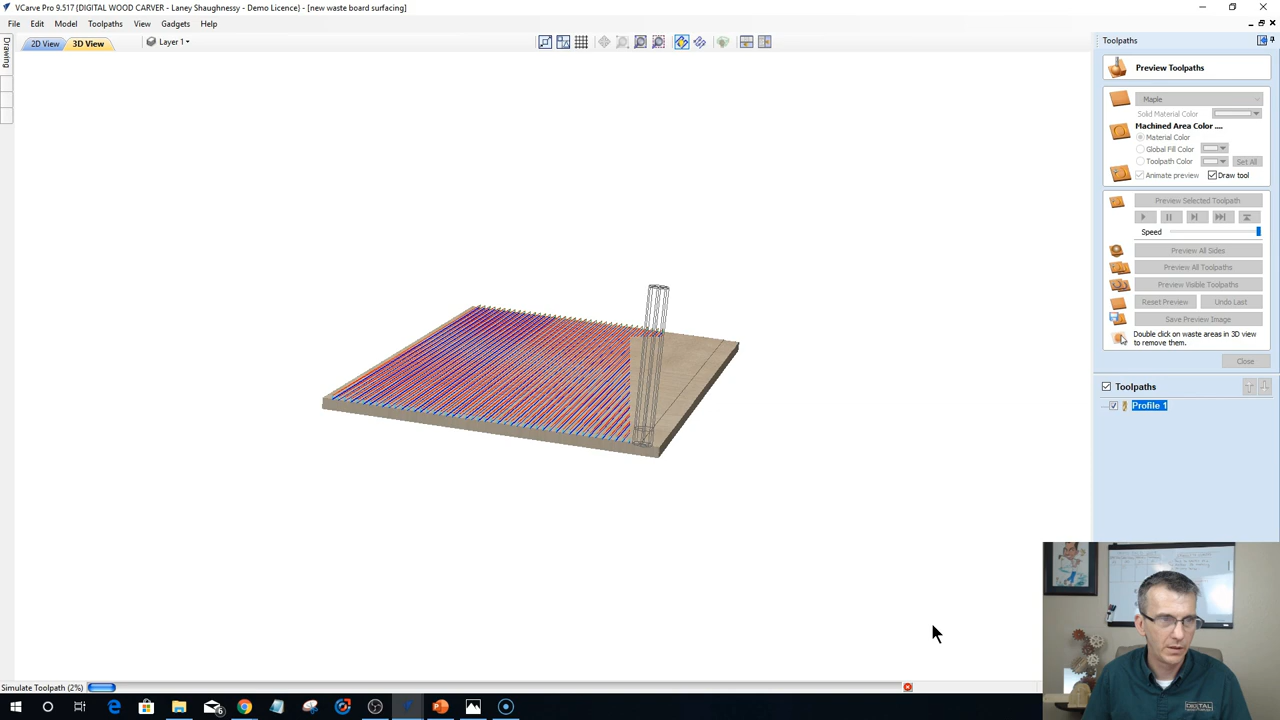 VCarve Pro 9.517 {DIGITAL WOOD CARVER - Laney Shaughnessy - Demo Licence} - [new waste board surfacing]
File Edit Model Toolpaths View Gadgets Help
2D View 3D View Layer 1
Drawing
Toolpaths
Preview Toolpaths
Maple
Solid Material Color
Machined Area Color ....
Material Color
Global Fill Color
Toolpath Color Set All
Animate preview Draw tool
Preview Selected Toolpath
Speed
Preview All Sides
Preview All Toolpaths
Preview Visible Toolpaths
Reset Preview Undo Last
Save Preview Image
Double click on waste areas in 3D view
to remove them.
Close
Toolpaths
Profile 1
Simulate Toolpath (2%)
DIGITAL